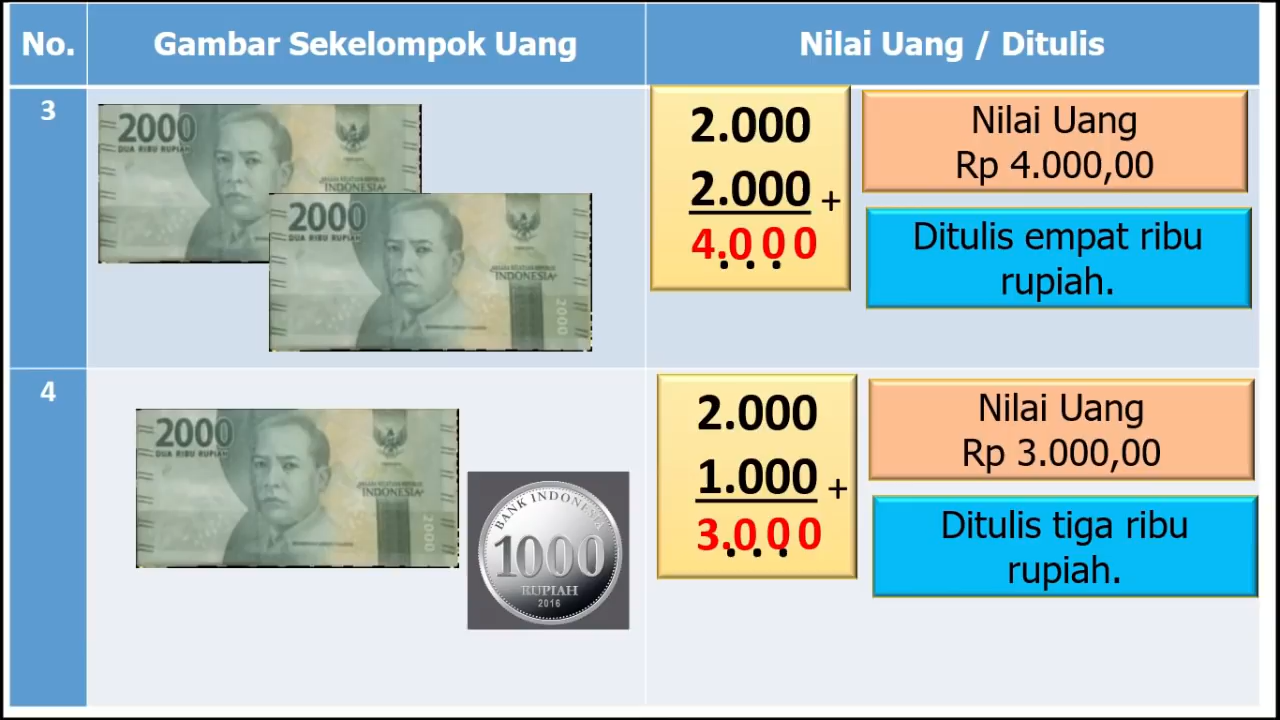 No.
Gambar Sekelompok Uang
Nilai Uang / Ditulis
3
2000
DUA RIBU RUPIAH
INDONESIA
2000
DUA RIBU RUPIAH
INDONESIA
2000
2.000
2.000 +
4.000
...
Nilai Uang
Rp 4.000,00
Ditulis empat ribu
rupiah.
4
2000
DUA RIBU RUPIAH
INDONESIA
2000
BANK INDONESIA
1000
RUPIAH
2016
2.000
1.000 +
3.000
...
Nilai Uang
Rp 3.000,00
Ditulis tiga ribu
rupiah.